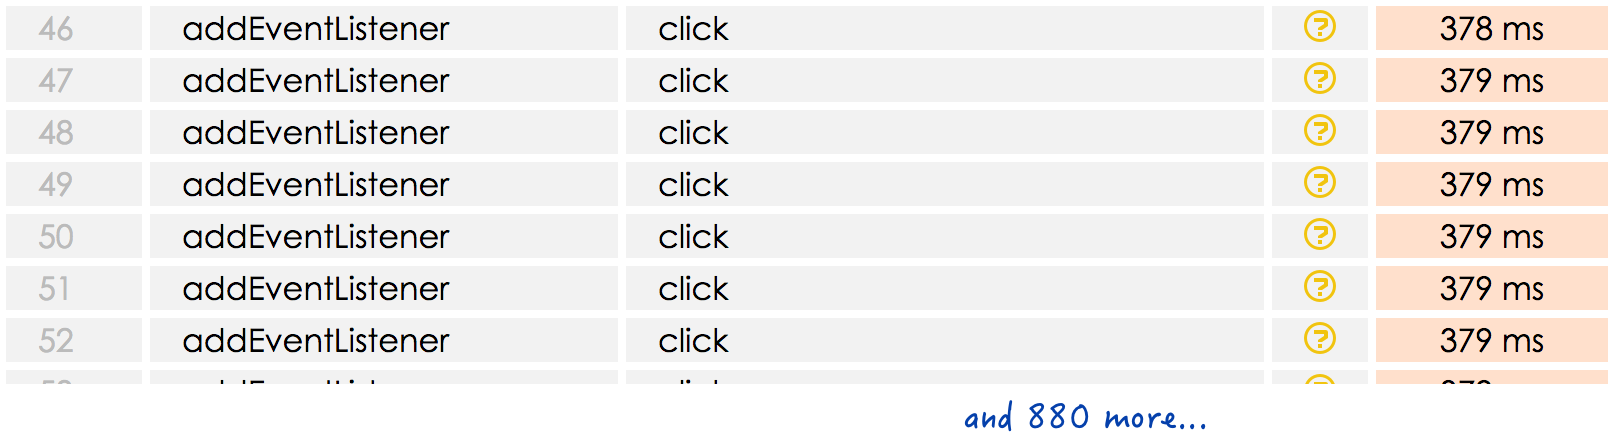 46 addEventListener click ? 378 ms
47 addEventListener click ? 379 ms
48 addEventListener click ? 379 ms
49 addEventListener click ? 379 ms
50 addEventListener click ? 379 ms
51 addEventListener click ? 379 ms
52 addEventListener click ? 379 ms
and 880 more...